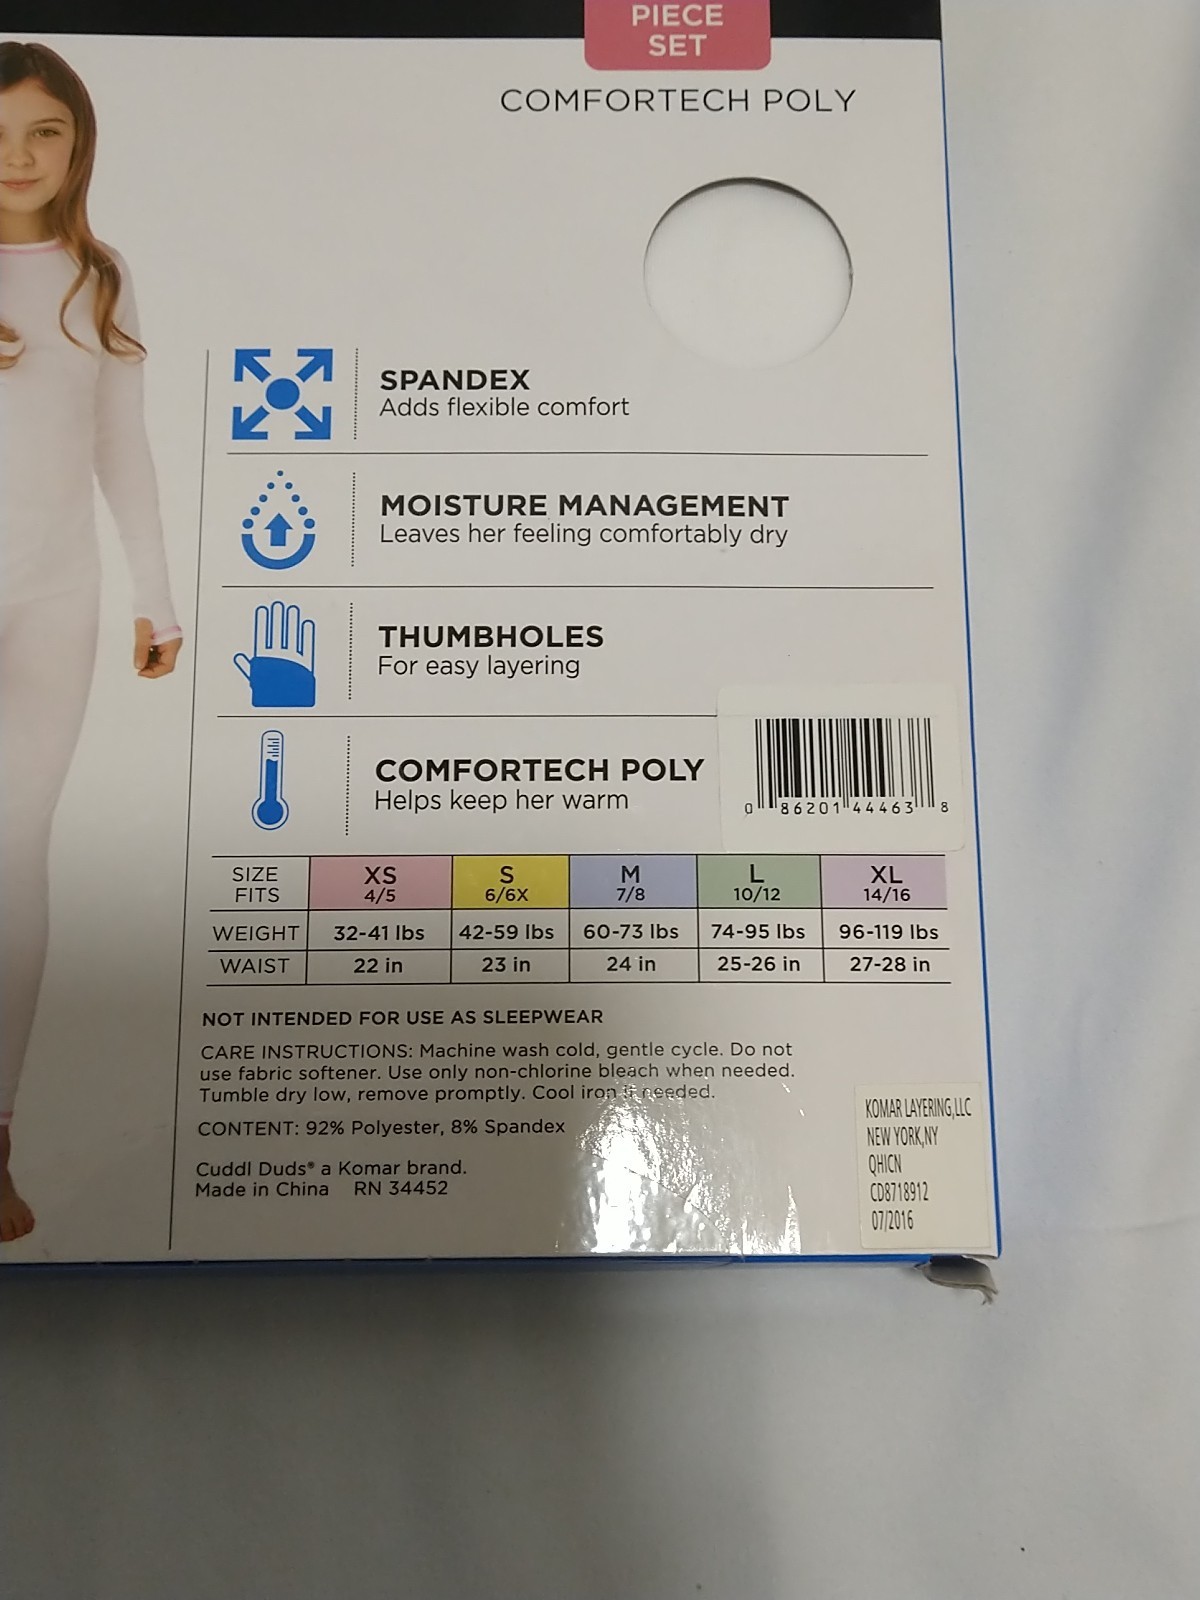 PIECE
SET
COMFORTECH POLY
SPANDEX
Adds flexible comfort
MOISTURE MANAGEMENT
Leaves her feeling comfortably dry
THUMBHOLES
For easy layering
COMFORTECH POLY
Helps keep her warm
0 86201 44463 8
SIZE FITS XS 4/5 S 6/6X M 7/8 L 10/12 XL 14/16
WEIGHT 32-41 lbs 42-59 lbs 60-73 lbs 74-95 lbs 96-119 lbs
WAIST 22 in 23 in 24 in 25-26 in 27-28 in
NOT INTENDED FOR USE AS SLEEPWEAR
CARE INSTRUCTIONS: Machine wash cold, gentle cycle. Do not
use fabric softener. Use only non-chlorine bleach when needed.
Tumble dry low, remove promptly. Cool iron if needed.
CONTENT: 92% Polyester, 8% Spandex
Cuddl Duds® a Komar brand.
Made in China RN 34452
KOMAR LAYERING,LLC
NEW YORK,NY
QHICN
CD8718912
07/2016